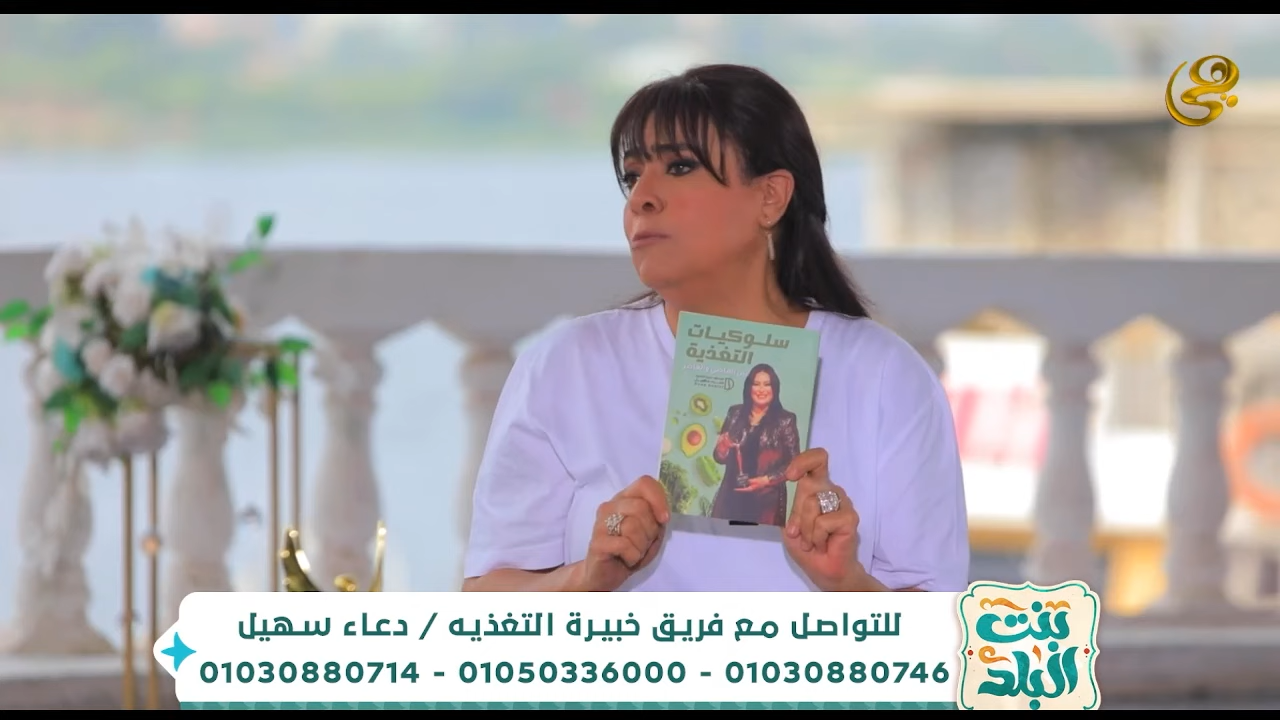 سلوكيات
التغذية
للتواصل مع فريق خبيرة التغذيه / دعاء سهيل
01030880714 - 01050336000 - 01030880746
بنت
البلد